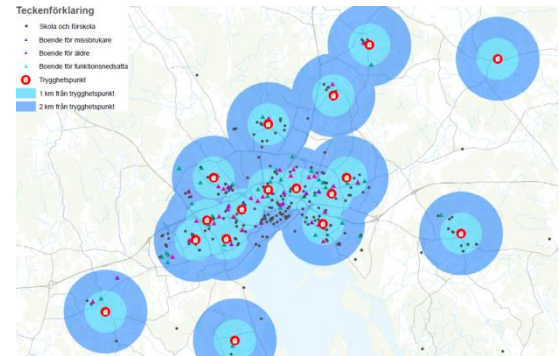 Teckenförklaring
Skola och förskola
Boende för missbrukare
Boende för äldre
Boende för funktionsnedsatta
Trygghetspunkt
1 km från trygghetspunkt
2 km från trygghetspunkt